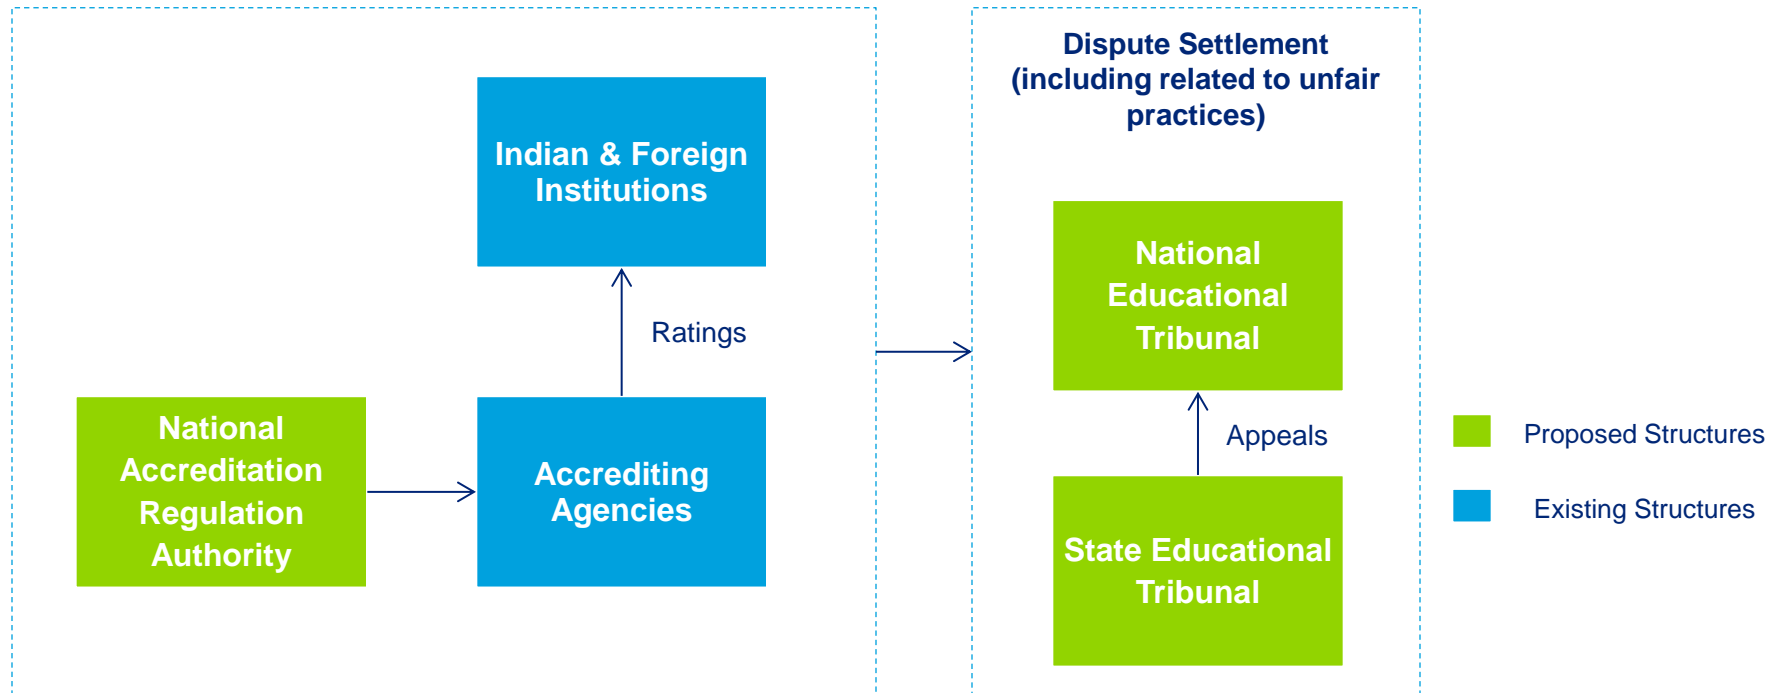 Indian & Foreign
Institutions
Ratings
National
Accreditation
Regulation
Authority
Accrediting
Agencies
Dispute Settlement
(including related to unfair
practices)
National
Educational
Tribunal
Appeals
State Educational
Tribunal
Proposed Structures
Existing Structures